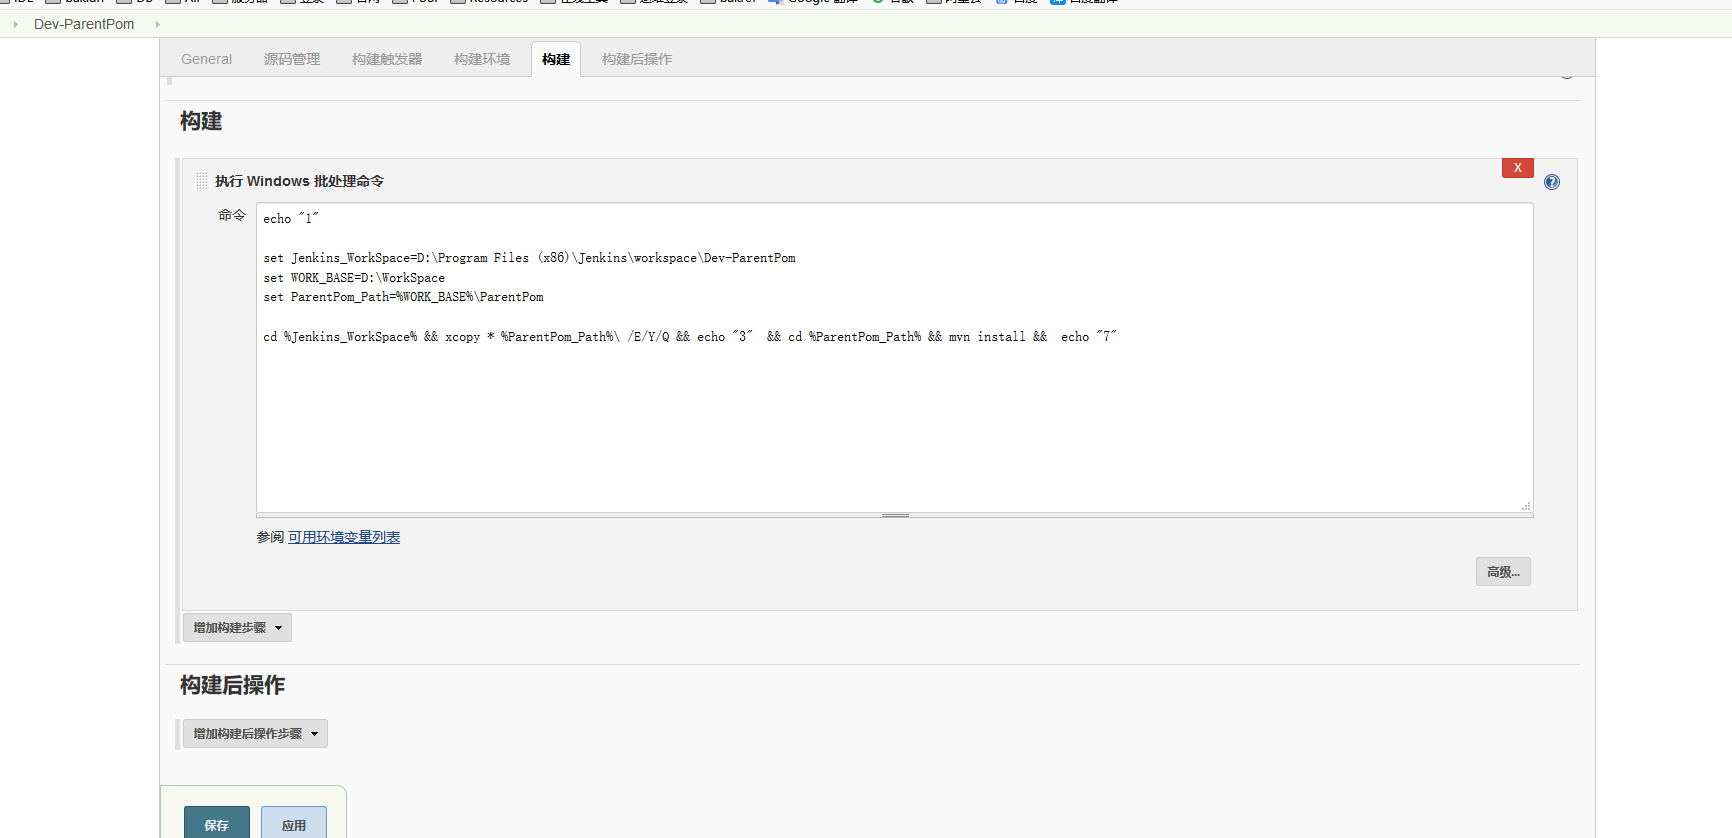 Dev-ParentPom
General 源码管理 构建触发器 构建环境 构建 构建后操作
构建
X
执行 Windows 批处理命令
?
命令
echo "1"
set Jenkins_WorkSpace=D:\Program Files (x86)\Jenkins\workspace\Dev-ParentPom
set WORK_BASE=D:\WorkSpace
set ParentPom_Path=%WORK_BASE%\ParentPom
cd %Jenkins_WorkSpace% && xcopy * %ParentPom_Path%\ /E/Y/Q && echo "3"  && cd %ParentPom_Path% && mvn install &&  echo "7"
参阅 可用环境变量列表
高级...
增加构建步骤
构建后操作
增加构建后操作步骤
保存 应用